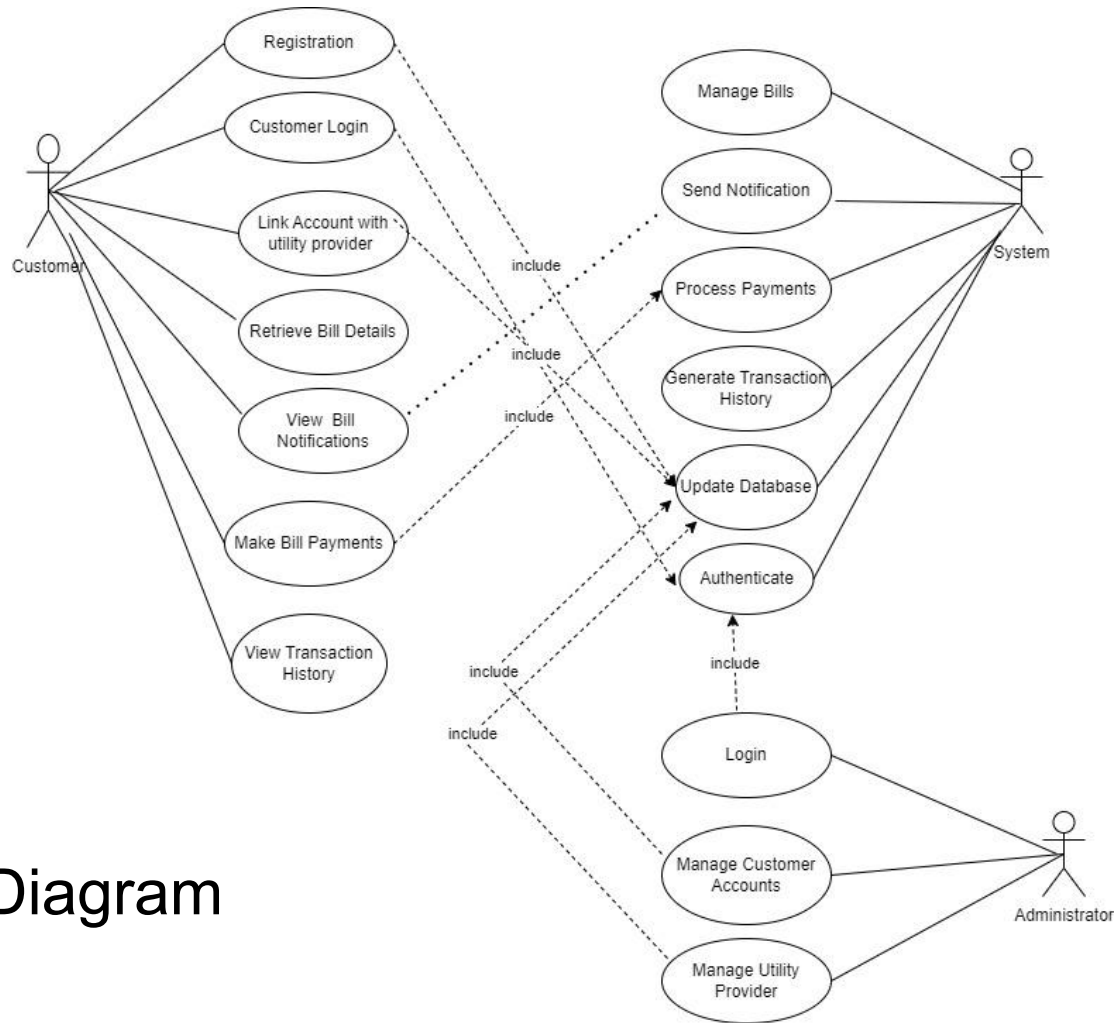 Registration
Customer Login
Link Account with
utility provider
Retrieve Bill Details
View Bill
Notifications
Make Bill Payments
View Transaction
History
Customer
include
include
include
Manage Bills
Send Notification
Process Payments
Generate Transaction
History
Update Database
Authenticate
System
include
include
include
Login
Manage Customer
Accounts
Manage Utility
Provider
Administrator
Diagram